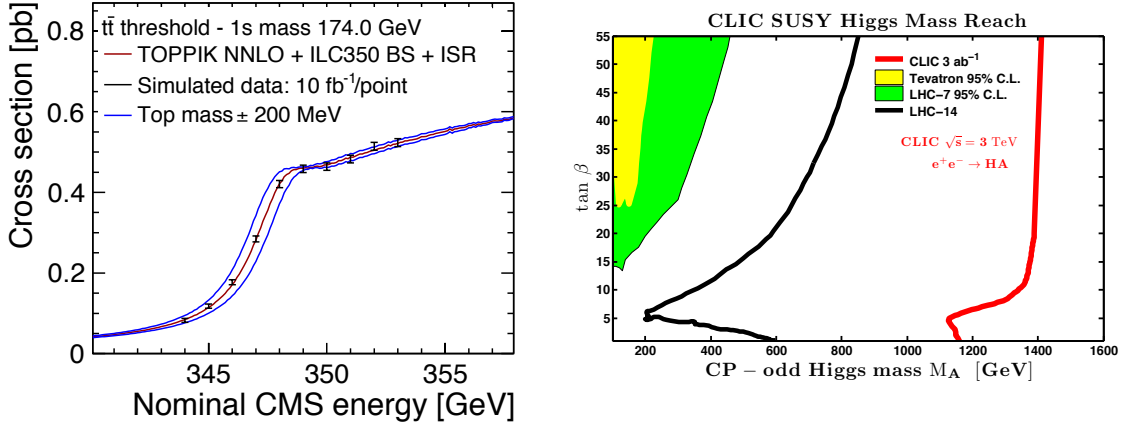 tt̄ threshold - 1s mass 174.0 GeV
TOPPIK NNLO + ILC350 BS + ISR
Simulated data: 10 fb⁻¹/point
Top mass ± 200 MeV
Cross section [pb]
0.8
0.6
0.4
0.2
0
345
350
355
Nominal CMS energy [GeV]
CLIC SUSY Higgs Mass Reach
CLIC 3 ab⁻¹
Tevatron 95% C.L.
LHC−7 95% C.L.
LHC−14
CLIC √s = 3 TeV
e⁺e⁻ → HA
tan β
55
50
45
40
35
30
25
20
15
10
5
200
400
600
800
1000
1200
1400
1600
CP − odd Higgs mass M_A [GeV]